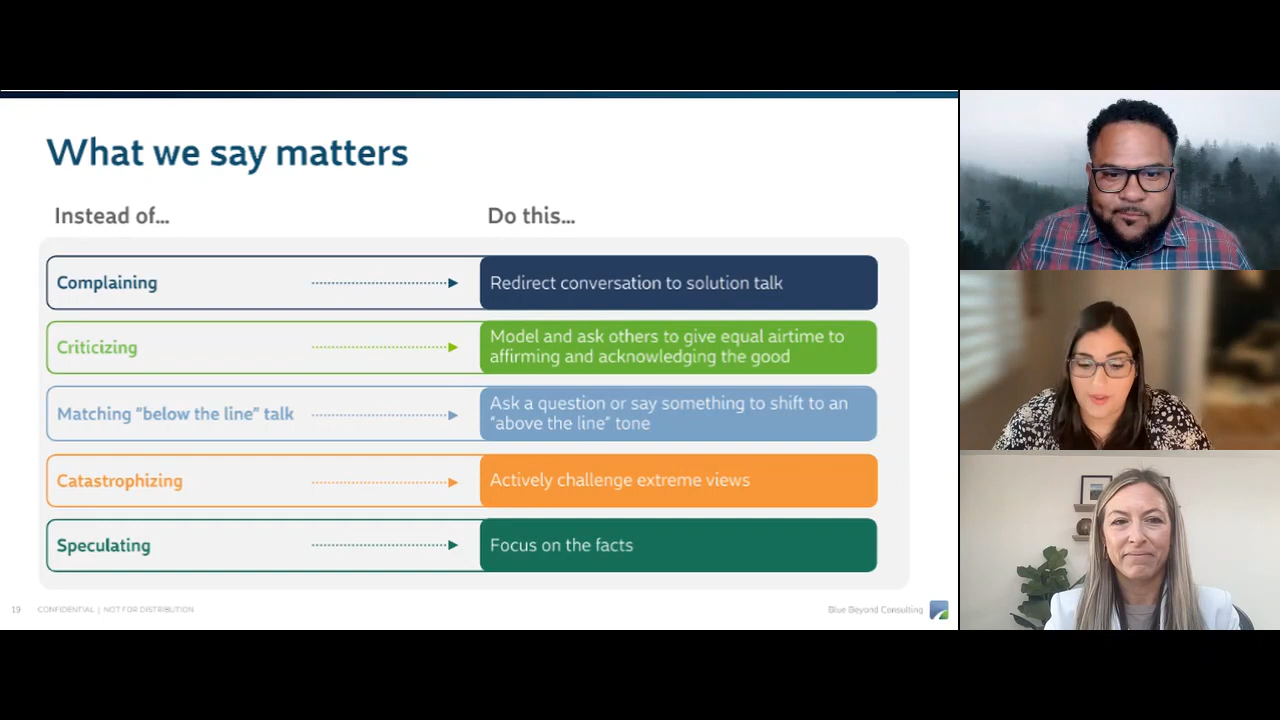 What we say matters
Instead of...
Do this...
Complaining
Redirect conversation to solution talk
Criticizing
Model and ask others to give equal airtime to
affirming and acknowledging the good
Matching "below the line" talk
Ask a question or say something to shift to an
"above the line" tone
Catastrophizing
Actively challenge extreme views
Speculating
Focus on the facts
19
CONFIDENTIAL | NOT FOR DISTRIBUTION
Blue Beyond Consulting